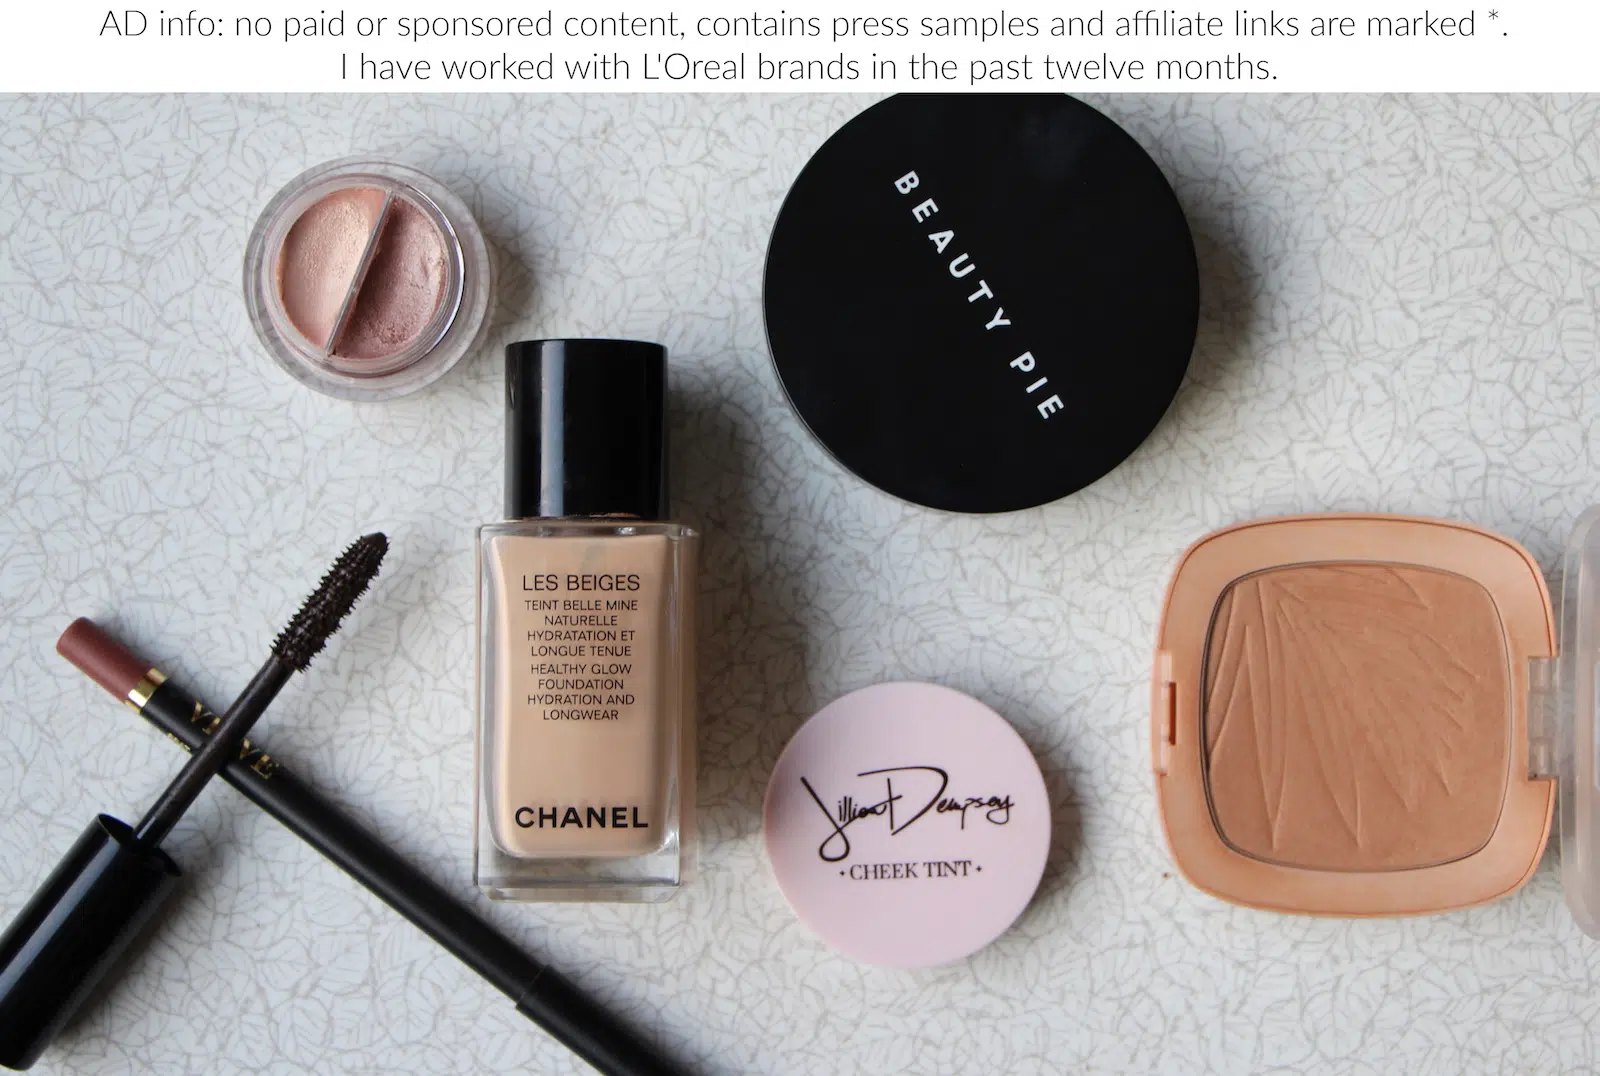 AD info: no paid or sponsored content, contains press samples and affiliate links are marked *.
I have worked with L'Oreal brands in the past twelve months.
BEAUTY PIE
LES BEIGES
TEINT BELLE MINE
NATURELLE
HYDRATATION ET
LONGUE TENUE
HEALTHY GLOW
FOUNDATION
HYDRATION AND
LONGWEAR
CHANEL
Jillian Dempsey
• CHEEK TINT •